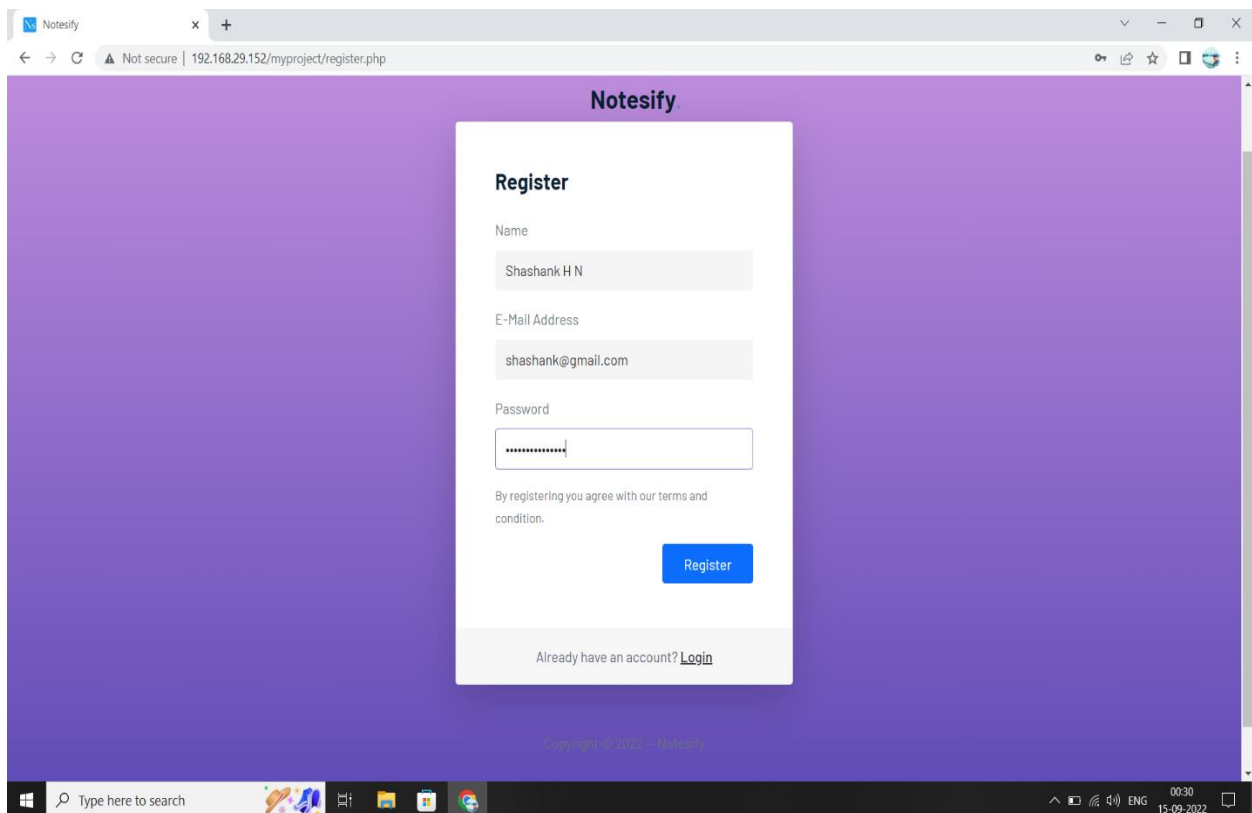 Ns Notesify
Not secure | 192.168.29.152/myproject/register.php
Notesify.
Register
Name
Shashank H N
E-Mail Address
shashank@gmail.com
Password
•••••••••••••••
By registering you agree with our terms and
condition.
Register
Already have an account? Login
Copyright © 2022 — Notesify
Type here to search
ENG
00:30
15-09-2022